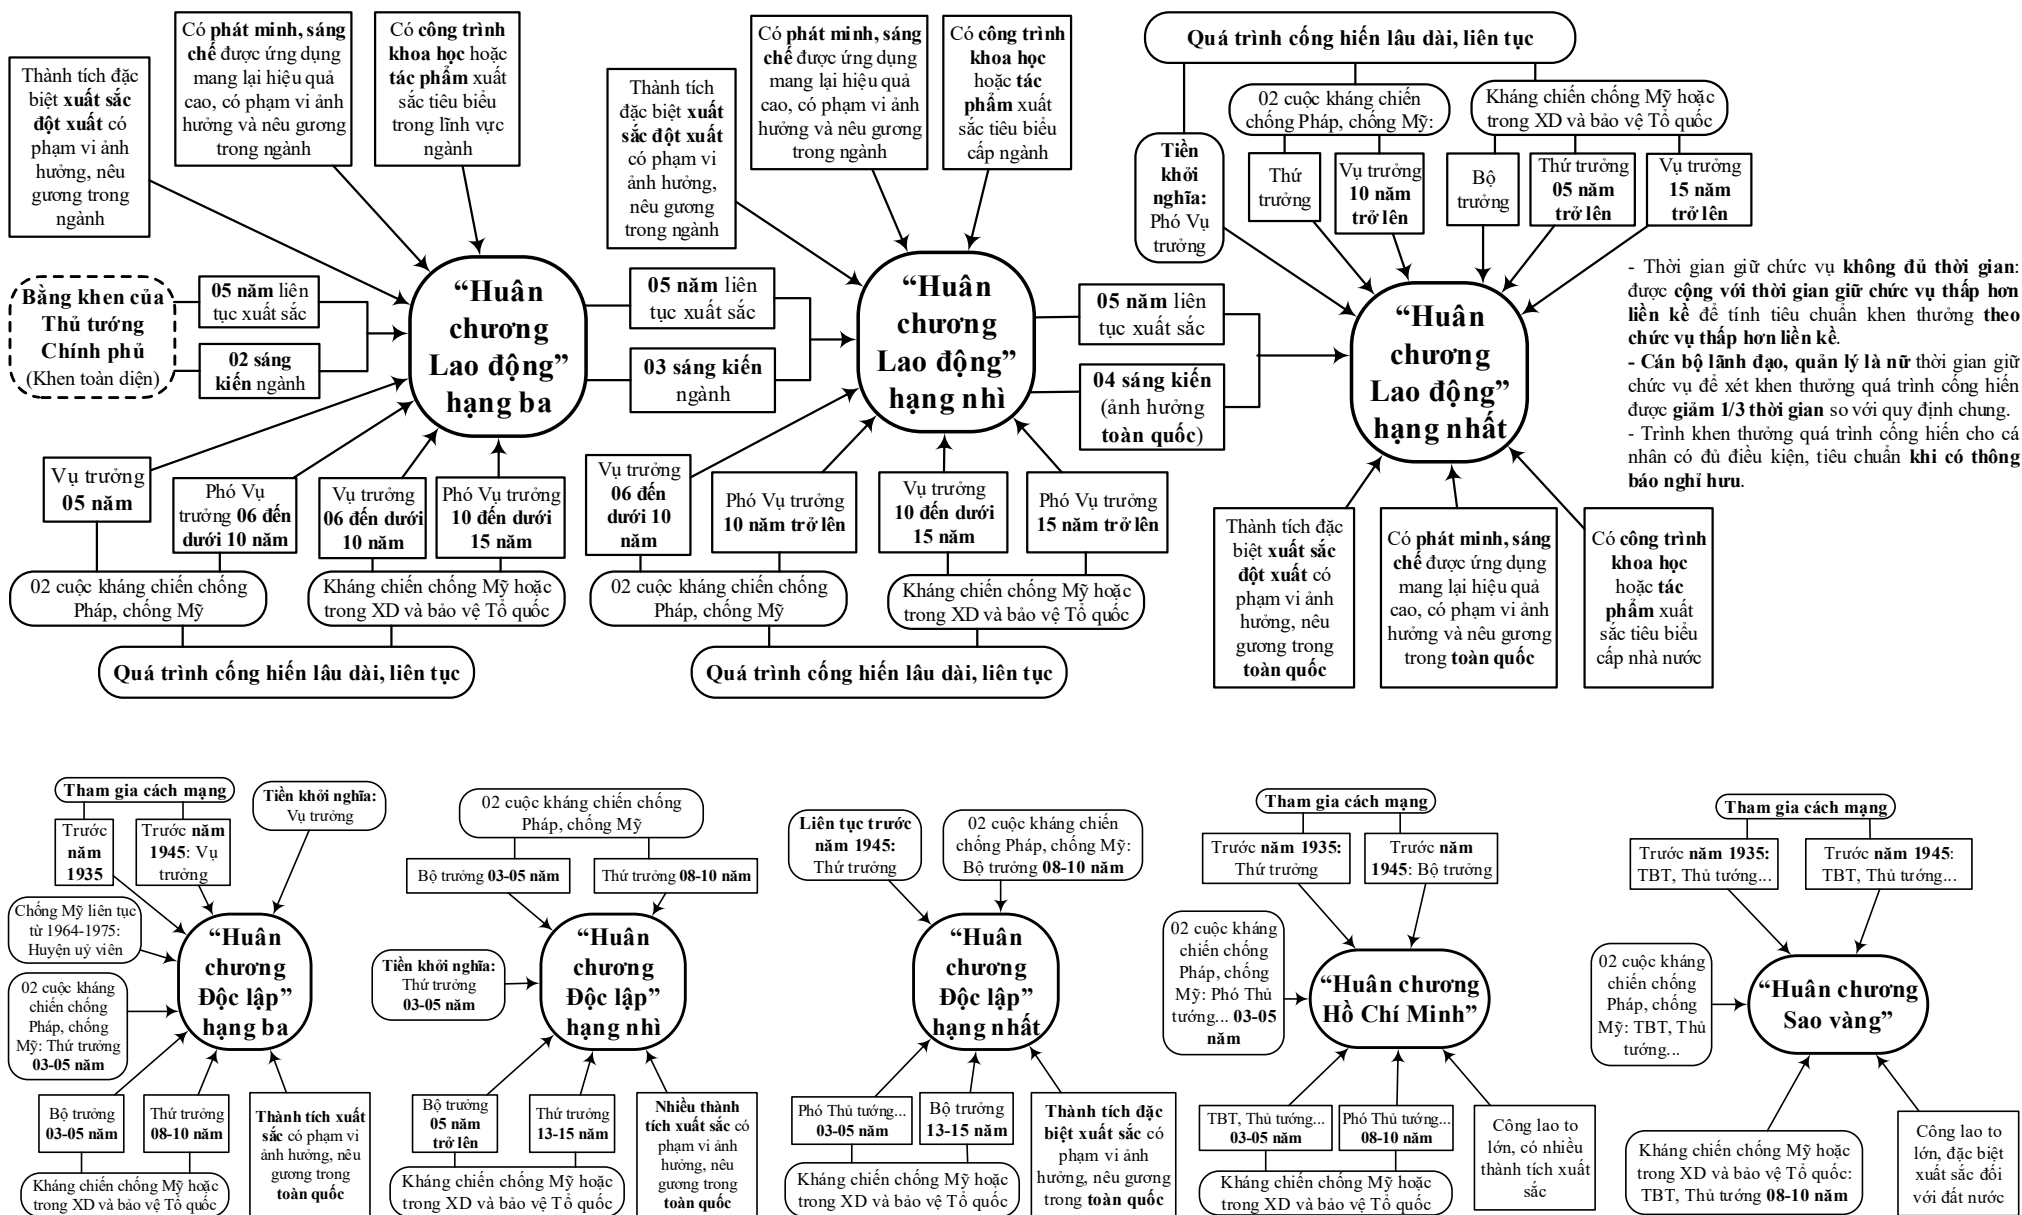 Thành tích đặc
biệt xuất sắc
đột xuất có
phạm vi ảnh
hưởng, nêu
gương trong
ngành
Có phát minh, sáng
chế được ứng dụng
mang lại hiệu quả
cao, có phạm vi ảnh
hưởng và nêu gương
trong ngành
Có công trình
khoa học hoặc
tác phẩm xuất
sắc tiêu biểu
trong lĩnh vực
ngành
Bằng khen của
Thủ tướng
Chính phủ
(Khen toàn diện)
05 năm liên
tục xuất sắc
02 sáng
kiến ngành
“Huân
chương
Lao động”
hạng ba
Vụ trưởng
05 năm
Phó Vụ
trưởng 06 đến
dưới 10 năm
Vụ trưởng
06 đến dưới
10 năm
Phó Vụ trưởng
10 đến dưới
15 năm
02 cuộc kháng chiến chống
Pháp, chống Mỹ
Kháng chiến chống Mỹ hoặc
trong XD và bảo vệ Tổ quốc
Quá trình cống hiến lâu dài, liên tục
Thành tích
đặc biệt xuất
sắc đột xuất
có phạm vi
ảnh hưởng,
nêu gương
trong ngành
Có phát minh, sáng
chế được ứng dụng
mang lại hiệu quả
cao, có phạm vi ảnh
hưởng và nêu gương
trong ngành
Có công trình
khoa học
hoặc tác
phẩm xuất
sắc tiêu biểu
cấp ngành
05 năm liên
tục xuất sắc
03 sáng kiến
ngành
“Huân
chương
Lao động”
hạng nhì
Vụ trưởng
06 đến
dưới 10
năm
Phó Vụ trưởng
10 năm trở lên
Vụ trưởng
10 đến dưới
15 năm
Phó Vụ trưởng
15 năm trở lên
02 cuộc kháng chiến chống
Pháp, chống Mỹ
Kháng chiến chống Mỹ hoặc
trong XD và bảo vệ Tổ quốc
Quá trình cống hiến lâu dài, liên tục
Quá trình cống hiến lâu dài, liên tục
02 cuộc kháng chiến
chống Pháp, chống Mỹ:
Kháng chiến chống Mỹ hoặc
trong XD và bảo vệ Tổ quốc
Tiền
khởi
nghĩa:
Phó Vụ
trưởng
Thứ
trưởng
Vụ trưởng
10 năm
trở lên
Bộ
trưởng
Thứ trưởng
05 năm
trở lên
Vụ trưởng
15 năm
trở lên
05 năm liên
tục xuất sắc
04 sáng kiến
(ảnh hưởng
toàn quốc)
“Huân
chương
Lao động”
hạng nhất
Thành tích đặc
biệt xuất sắc
đột xuất có
phạm vi ảnh
hưởng, nêu
gương trong
toàn quốc
Có phát minh, sáng
chế được ứng dụng
mang lại hiệu quả
cao, có phạm vi ảnh
hưởng và nêu gương
trong toàn quốc
Có công trình
khoa học
hoặc tác
phẩm xuất
sắc tiêu biểu
cấp nhà nước
- Thời gian giữ chức vụ không đủ thời gian:
được cộng với thời gian giữ chức vụ thấp hơn
liền kề để tính tiêu chuẩn khen thưởng theo
chức vụ thấp hơn liền kề.
- Cán bộ lãnh đạo, quản lý là nữ thời gian giữ
chức vụ để xét khen thưởng quá trình cống hiến
được giảm 1/3 thời gian so với quy định chung.
- Trình khen thưởng quá trình cống hiến cho cá
nhân có đủ điều kiện, tiêu chuẩn khi có thông
báo nghỉ hưu.
Tham gia cách mạng
Trước
năm
1935
Trước năm
1945: Vụ
trưởng
Tiền khởi nghĩa:
Vụ trưởng
Chống Mỹ liên tục
từ 1964-1975:
Huyện uỷ viên
02 cuộc kháng
chiến chống
Pháp, chống
Mỹ: Thứ trưởng
03-05 năm
“Huân
chương
Độc lập”
hạng ba
Bộ trưởng
03-05 năm
Thứ trưởng
08-10 năm
Kháng chiến chống Mỹ hoặc
trong XD và bảo vệ Tổ quốc
Thành tích xuất
sắc có phạm vi
ảnh hưởng, nêu
gương trong
toàn quốc
02 cuộc kháng chiến chống
Pháp, chống Mỹ
Bộ trưởng 03-05 năm
Thứ trưởng 08-10 năm
Tiền khởi nghĩa:
Thứ trưởng
03-05 năm
“Huân
chương
Độc lập”
hạng nhì
Bộ trưởng
05 năm
trở lên
Thứ trưởng
13-15 năm
Kháng chiến chống Mỹ hoặc
trong XD và bảo vệ Tổ quốc
Nhiều thành
tích xuất sắc có
phạm vi ảnh
hưởng, nêu
gương trong
toàn quốc
Liên tục trước
năm 1945:
Thứ trưởng
02 cuộc kháng chiến
chống Pháp, chống Mỹ:
Bộ trưởng 08-10 năm
“Huân
chương
Độc lập”
hạng nhất
Phó Thủ tướng...
03-05 năm
Bộ trưởng
13-15 năm
Kháng chiến chống Mỹ hoặc
trong XD và bảo vệ Tổ quốc
Thành tích đặc
biệt xuất sắc có
phạm vi ảnh
hưởng, nêu gương
trong toàn quốc
Tham gia cách mạng
Trước năm 1935:
Thứ trưởng
Trước năm
1945: Bộ trưởng
02 cuộc kháng
chiến chống
Pháp, chống
Mỹ: Phó Thủ
tướng... 03-05
năm
“Huân chương
Hồ Chí Minh”
TBT, Thủ tướng...
03-05 năm
Phó Thủ tướng...
08-10 năm
Kháng chiến chống Mỹ hoặc
trong XD và bảo vệ Tổ quốc
Công lao to
lớn, có nhiều
thành tích xuất
sắc
Tham gia cách mạng
Trước năm 1935:
TBT, Thủ tướng...
Trước năm 1945:
TBT, Thủ tướng...
02 cuộc kháng
chiến chống
Pháp, chống
Mỹ: TBT, Thủ
tướng...
“Huân chương
Sao vàng”
Kháng chiến chống Mỹ hoặc
trong XD và bảo vệ Tổ quốc:
TBT, Thủ tướng 08-10 năm
Công lao to
lớn, đặc biệt
xuất sắc đối
với đất nước